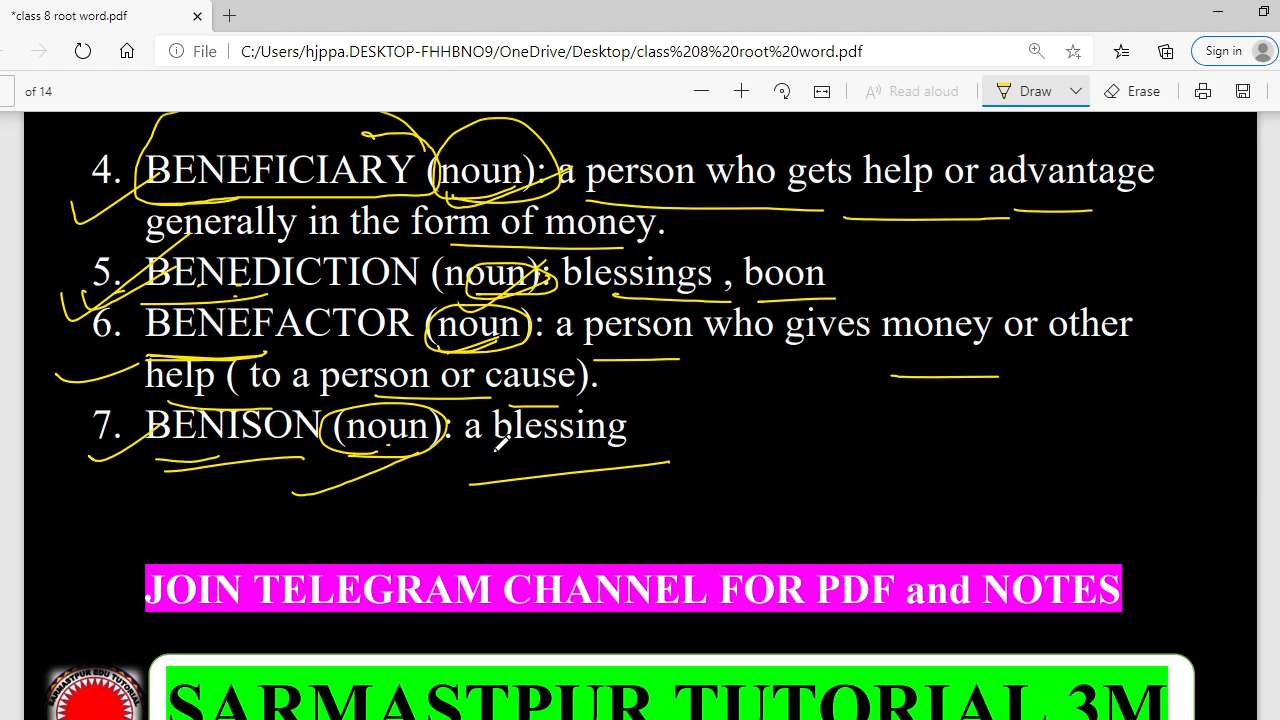 *class 8 root word.pdf
File C:/Users/hjppa.DESKTOP-FHHBNO9/OneDrive/Desktop/class%208%20root%20word.pdf Sign in
of 14 Read aloud Draw Erase
4. BENEFICIARY (noun): a person who gets help or advantage
generally in the form of money.
5. BENEDICTION (noun): blessings , boon
6. BENEFACTOR (noun): a person who gives money or other
help ( to a person or cause).
7. BENISON (noun): a blessing
JOIN TELEGRAM CHANNEL FOR PDF and NOTES
SARMASTPUR EDU TUTORIAL
SARMASTPUR TUTORIAL 3M